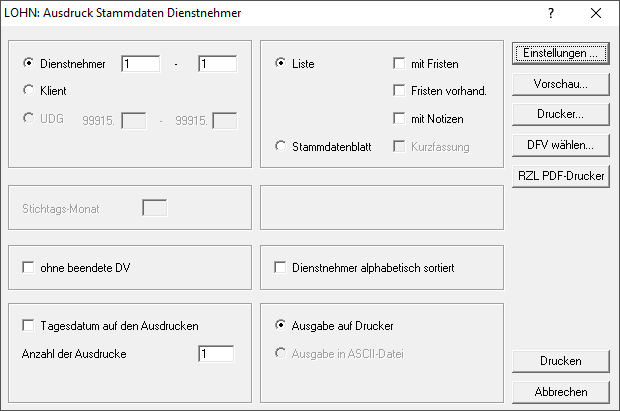 LOHN: Ausdruck Stammdaten Dienstnehmer ? ×
Dienstnehmer 1 - 1
Klient
UDG 99915. - 99915.
Liste mit Fristen
Fristen vorhand.
mit Notizen
Stammdatenblatt Kurzfassung
Einstellungen ...
Vorschau...
Drucker...
DFV wählen...
RZL PDF-Drucker
Stichtags-Monat
ohne beendete DV
Dienstnehmer alphabetisch sortiert
Tagesdatum auf den Ausdrucken
Anzahl der Ausdrucke 1
Ausgabe auf Drucker
Ausgabe in ASCII-Datei
Drucken
Abbrechen